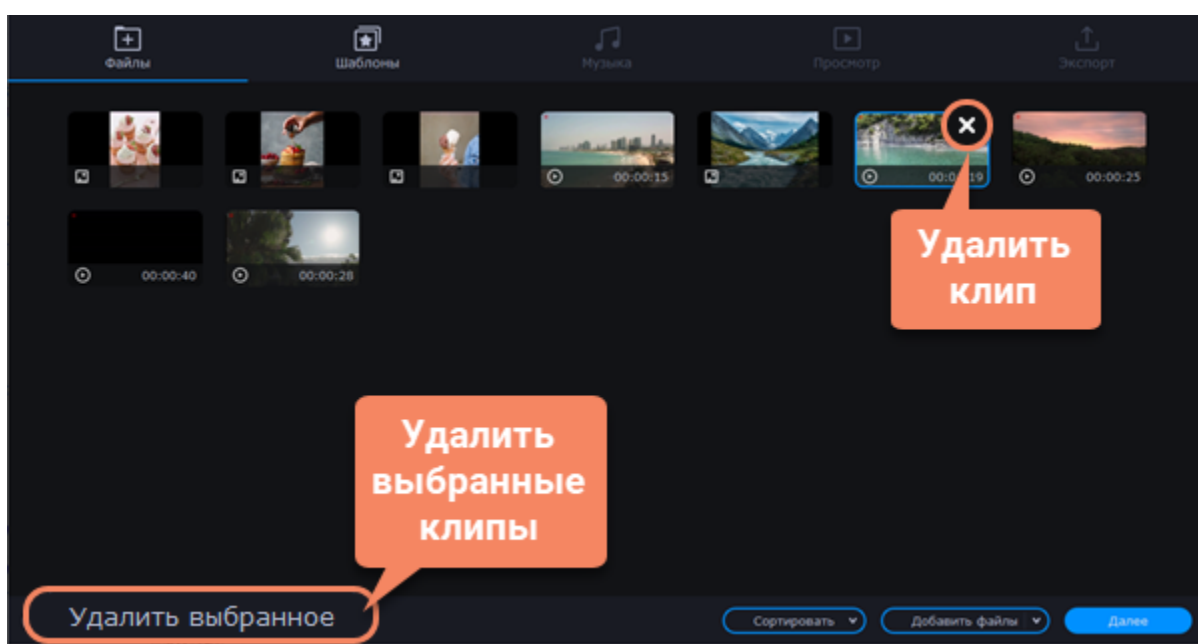 Файлы
Шаблоны
Музыка
Просмотр
Экспорт
00:00:15
00:00:25
00:00:40
00:00:28
Удалить
клип
Удалить
выбранные
клипы
Удалить выбранное
Сортировать
Добавить файлы
Далее